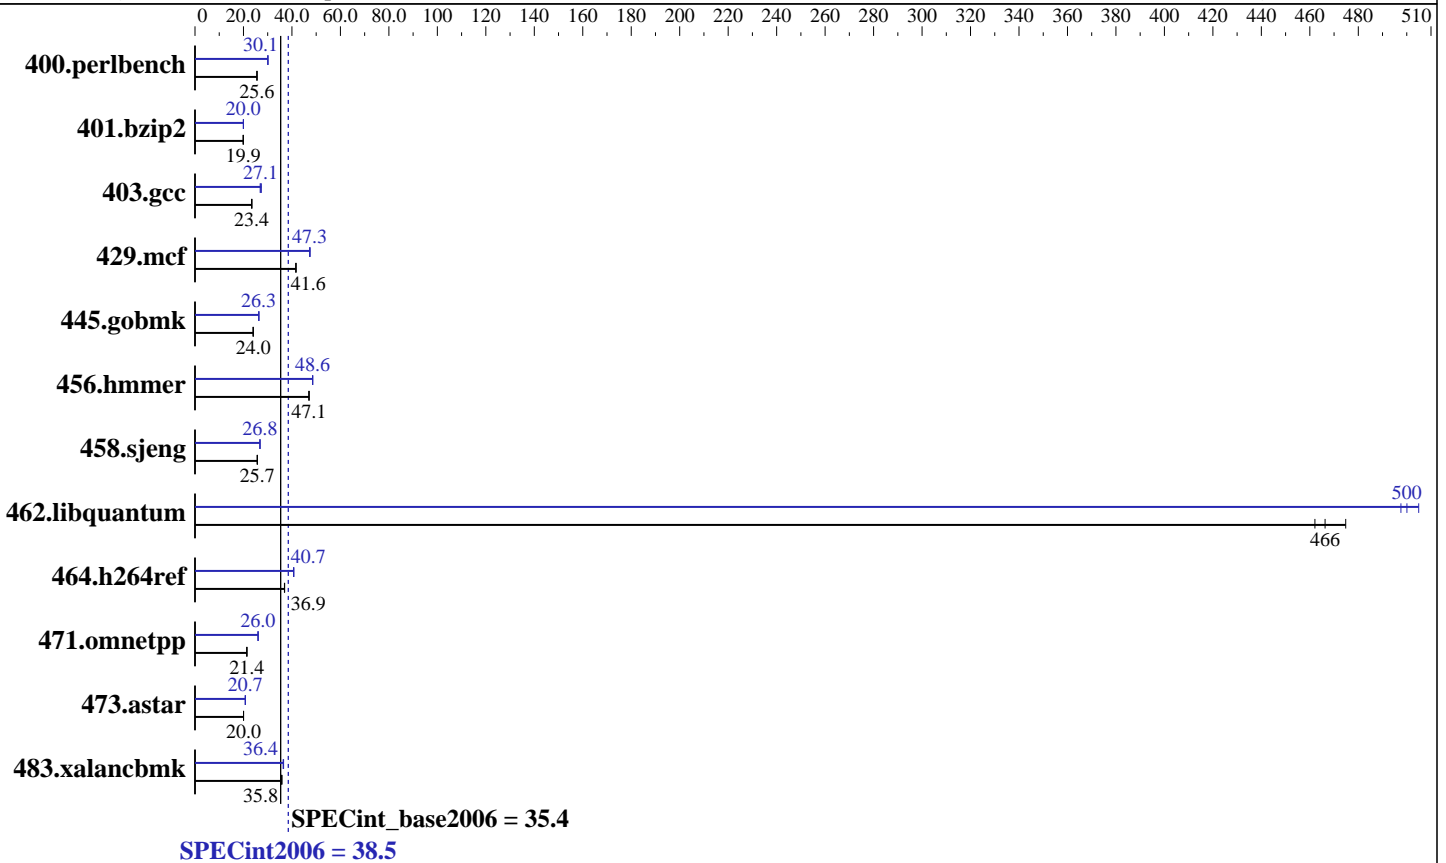 0 20.0 40.0 60.0 80.0 100 120 140 160 180 200 220 240 260 280 300 320 340 360 380 400 420 440 460 480 510
30.1
400.perlbench
25.6
20.0
401.bzip2
19.9
27.1
403.gcc
23.4
47.3
429.mcf
41.6
26.3
445.gobmk
24.0
48.6
456.hmmer
47.1
26.8
458.sjeng
25.7
500
462.libquantum
466
40.7
464.h264ref
36.9
26.0
471.omnetpp
21.4
20.7
473.astar
20.0
36.4
483.xalancbmk
35.8
SPECint_base2006 = 35.4
SPECint2006 = 38.5